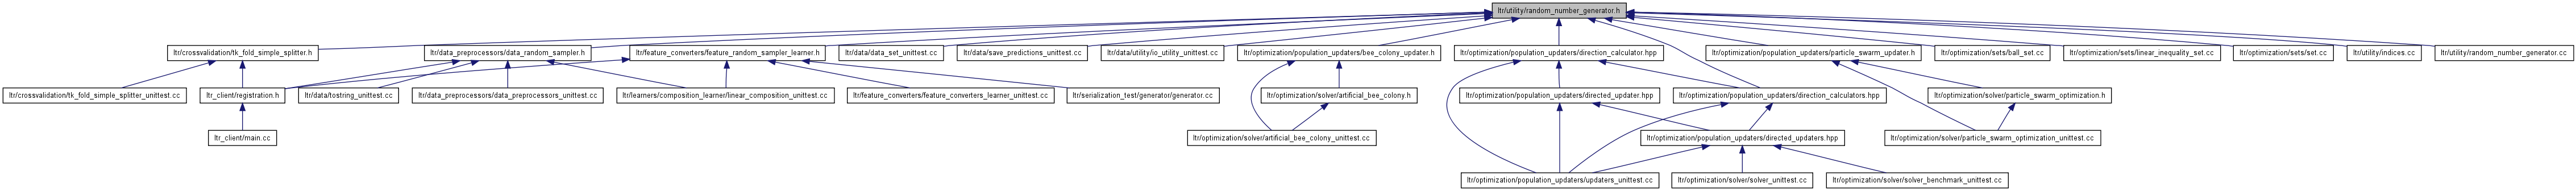 ltr/utility/random_number_generator.h
ltr/crossvalidation/tk_fold_simple_splitter.h
ltr/data_preprocessors/data_random_sampler.h
ltr/feature_converters/feature_random_sampler_learner.h
ltr/data/data_set_unittest.cc
ltr/data/save_predictions_unittest.cc
ltr/data/utility/io_utility_unittest.cc
ltr/optimization/population_updaters/bee_colony_updater.h
ltr/optimization/population_updaters/direction_calculator.hpp
ltr/optimization/population_updaters/particle_swarm_updater.h
ltr/optimization/sets/ball_set.cc
ltr/optimization/sets/linear_inequality_set.cc
ltr/optimization/sets/set.cc
ltr/utility/indices.cc
ltr/utility/random_number_generator.cc
ltr/crossvalidation/tk_fold_simple_splitter_unittest.cc
ltr_client/registration.h
ltr/data/tostring_unittest.cc
ltr/data_preprocessors/data_preprocessors_unittest.cc
ltr/learners/composition_learner/linear_composition_unittest.cc
ltr/feature_converters/feature_converters_learner_unittest.cc
ltr/serialization_test/generator/generator.cc
ltr/optimization/solver/artificial_bee_colony.h
ltr/optimization/population_updaters/directed_updater.hpp
ltr/optimization/population_updaters/direction_calculators.hpp
ltr/optimization/solver/particle_swarm_optimization.h
ltr_client/main.cc
ltr/optimization/solver/artificial_bee_colony_unittest.cc
ltr/optimization/population_updaters/directed_updaters.hpp
ltr/optimization/solver/particle_swarm_optimization_unittest.cc
ltr/optimization/population_updaters/updaters_unittest.cc
ltr/optimization/solver/solver_unittest.cc
ltr/optimization/solver/solver_benchmark_unittest.cc